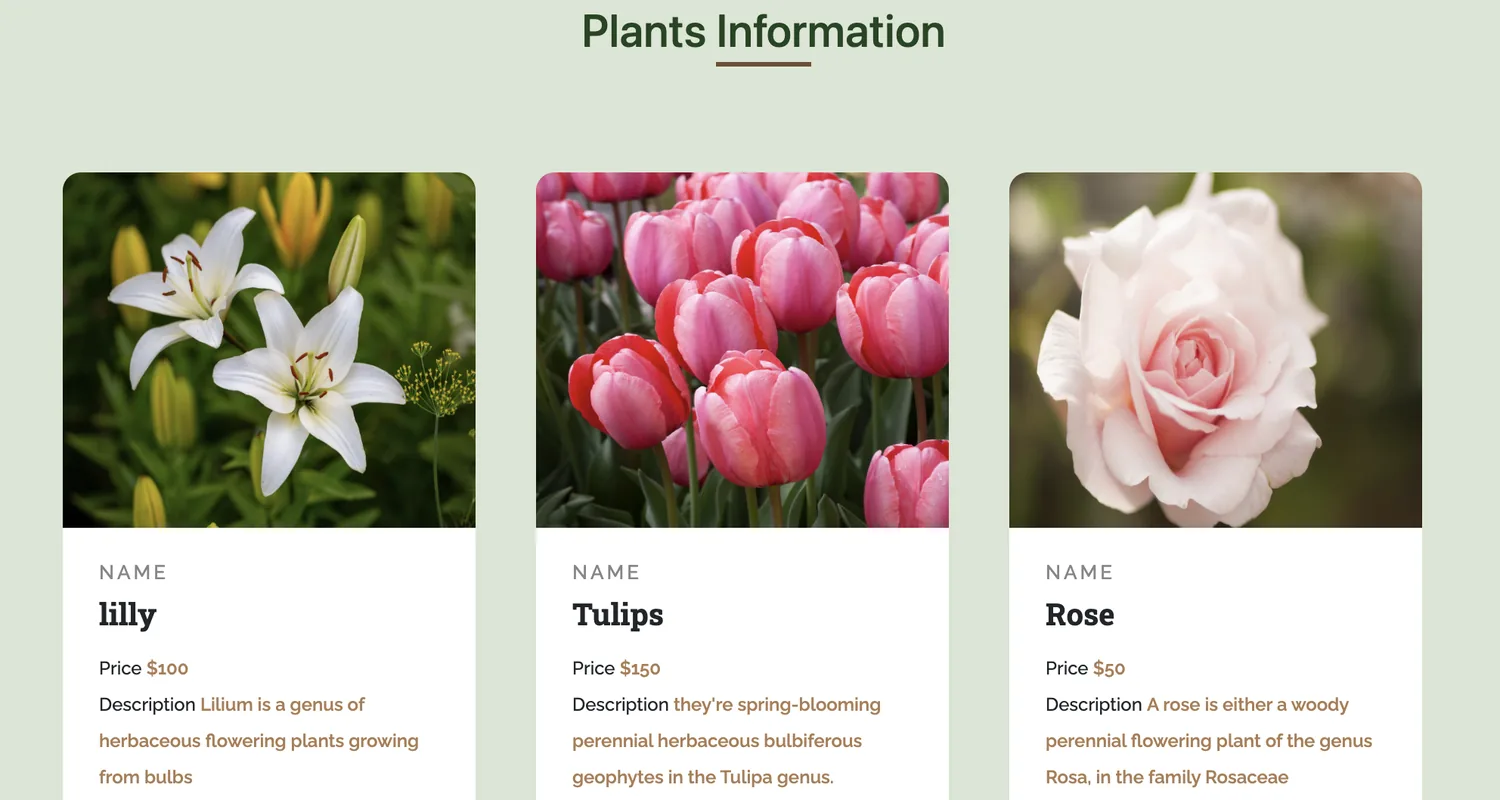 Plants Information
NAME
lilly
Price $100
Description Lilium is a genus of
herbaceous flowering plants growing
from bulbs
NAME
Tulips
Price $150
Description they're spring-blooming
perennial herbaceous bulbiferous
geophytes in the Tulipa genus.
NAME
Rose
Price $50
Description A rose is either a woody
perennial flowering plant of the genus
Rosa, in the family Rosaceae